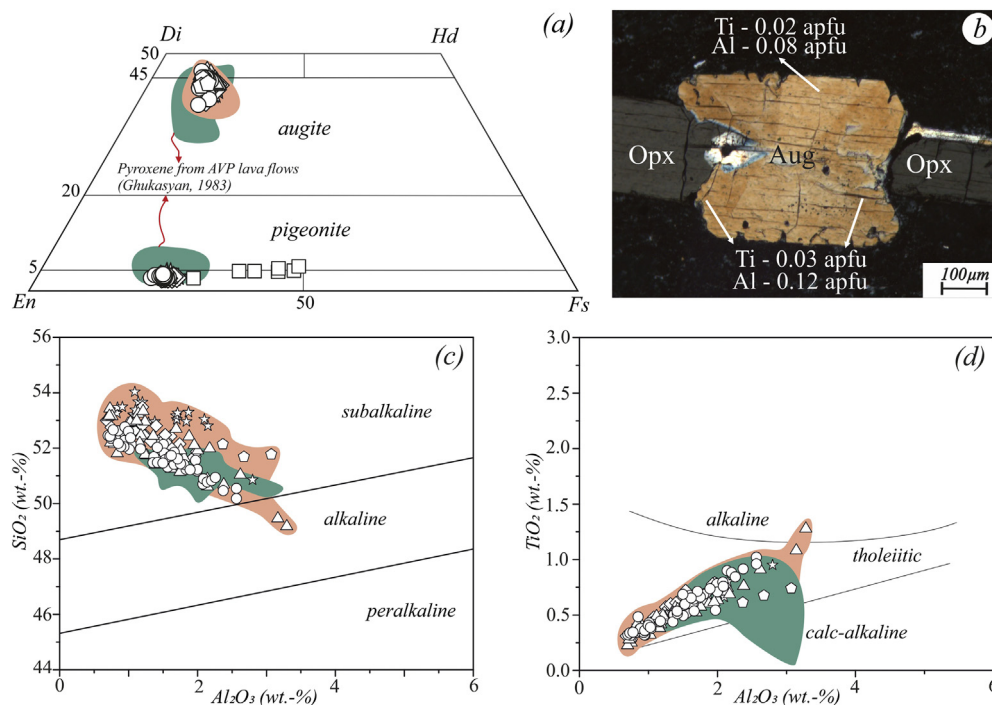 (a)
Di
Hd
50
45
augite
Pyroxene from AVP lava flows
(Ghukasyan, 1983)
20
pigeonite
5
En
50
Fs
b
Ti - 0.02 apfu
Al - 0.08 apfu
Opx
Aug
Opx
Ti - 0.03 apfu
Al - 0.12 apfu
100µm
(c)
56
54
52
50
48
46
44
SiO₂ (wt.-%)
subalkaline
alkaline
peralkaline
0
2
4
6
Al₂O₃ (wt.-%)
(d)
3.0
2.5
2.0
1.5
1.0
0.5
0.0
TiO₂ (wt.-%)
alkaline
tholeiitic
calc-alkaline
0
2
4
6
Al₂O₃ (wt.-%)